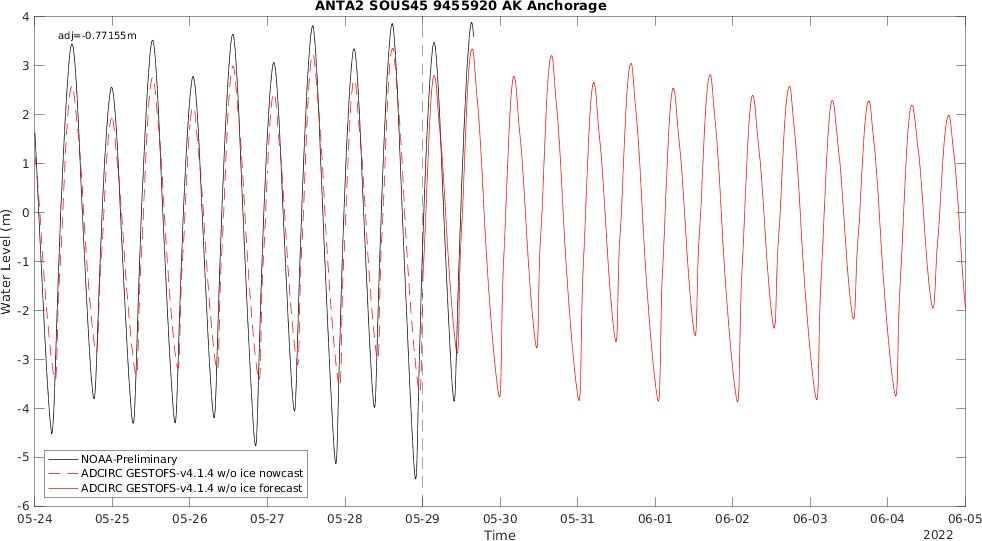 ANTA2 SOUS45 9455920 AK Anchorage
adj=-0.77155m
4
3
2
1
0
-1
-2
-3
-4
-5
-6
Water Level (m)
NOAA-Preliminary
ADCIRC GESTOFS-v4.1.4 w/o ice nowcast
ADCIRC GESTOFS-v4.1.4 w/o ice forecast
05-24 05-25 05-26 05-27 05-28 05-29 05-30 05-31 06-01 06-02 06-03 06-04 06-05
Time
2022